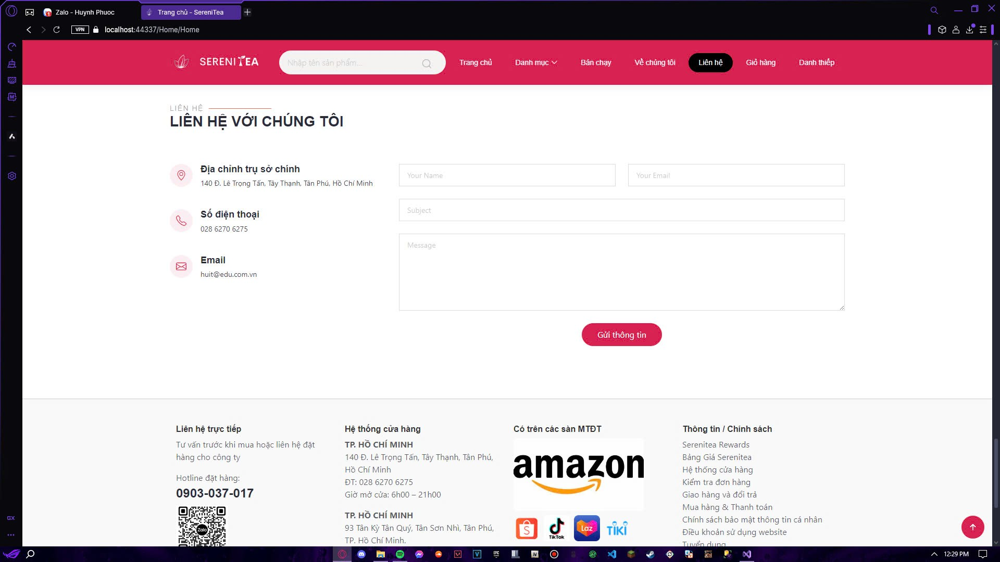 Zalo - Huynh Phuoc
Trang chủ - SereniTea
VPN
localhost:44337/Home/Home
SERENITEA
Nhập tên sản phẩm...
Trang chủ
Danh mục
Bán chạy
Về chúng tôi
Liên hệ
Giỏ hàng
Danh thiếp
LIÊN HỆ
LIÊN HỆ VỚI CHÚNG TÔI
Địa chỉnh trụ sở chính
140 Đ. Lê Trọng Tấn, Tây Thạnh, Tân Phú, Hồ Chí Minh
Số điện thoại
028 6270 6275
Email
huit@edu.com.vn
Your Name
Your Email
Subject
Message
Gửi thông tin
Liên hệ trực tiếp
Tư vấn trước khi mua hoặc liên hệ đặt
hàng cho công ty
Hotline đặt hàng:
0903-037-017
Zalo
Hệ thống cửa hàng
TP. HỒ CHÍ MINH
140 Đ. Lê Trọng Tấn, Tây Thạnh, Tân Phú,
Hồ Chí Minh
ĐT: 028 6270 6275
Giờ mở cửa: 6h00 – 21h00
TP. HỒ CHÍ MINH
93 Tân Kỳ Tân Quý, Tân Sơn Nhì, Tân Phú,
TP. Hồ Chí Minh.
Có trên các sàn MTĐT
amazon
TikTok
Laz
TIKI
Thông tin / Chính sách
Serenitea Rewards
Bảng Giá Serenitea
Hệ thống cửa hàng
Kiểm tra đơn hàng
Giao hàng và đổi trả
Mua hàng & Thanh toán
Chính sách bảo mật thông tin cá nhân
Điều khoản sử dụng website
Tuyển dụng
GX
12:29 PM